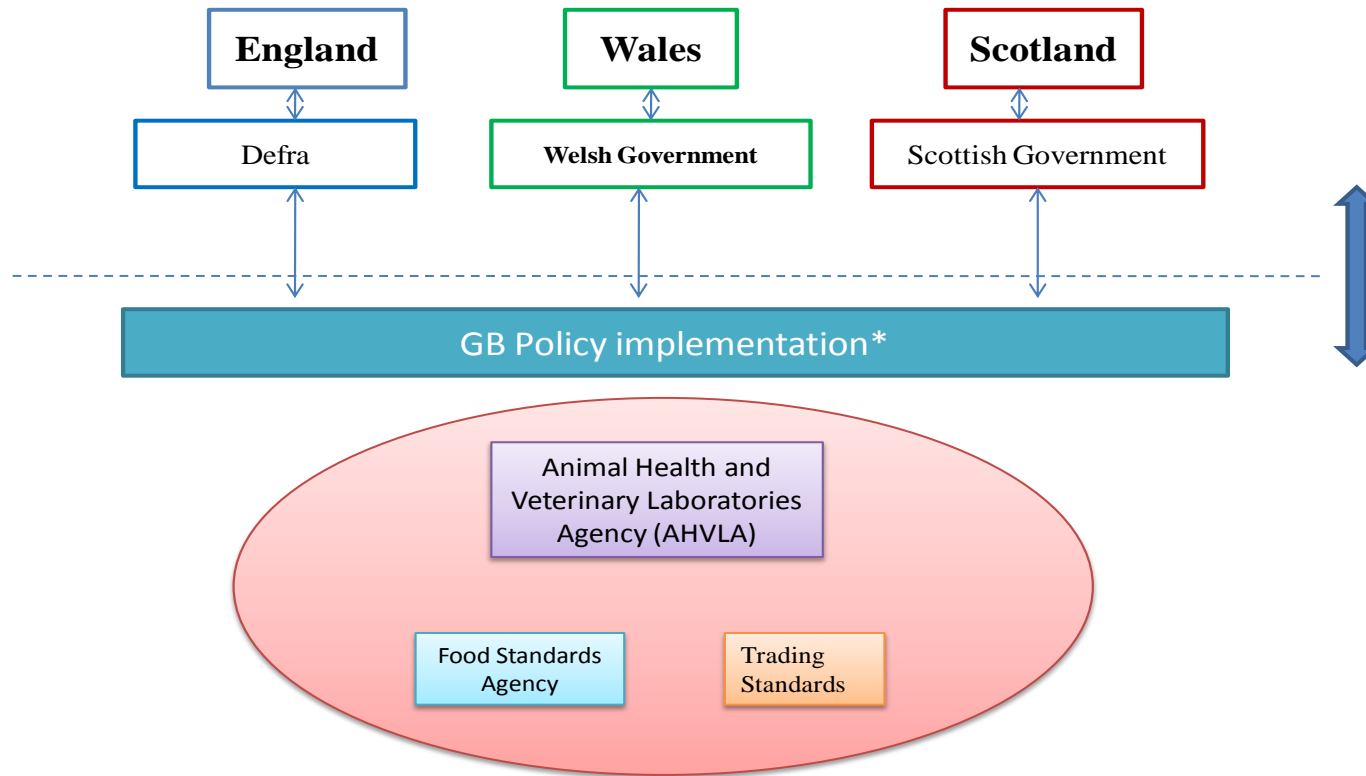 England
Wales
Scotland
Defra
Welsh Government
Scottish Government
GB Policy implementation*
Animal Health and
Veterinary Laboratories
Agency (AHVLA)
Food Standards
Agency
Trading
Standards